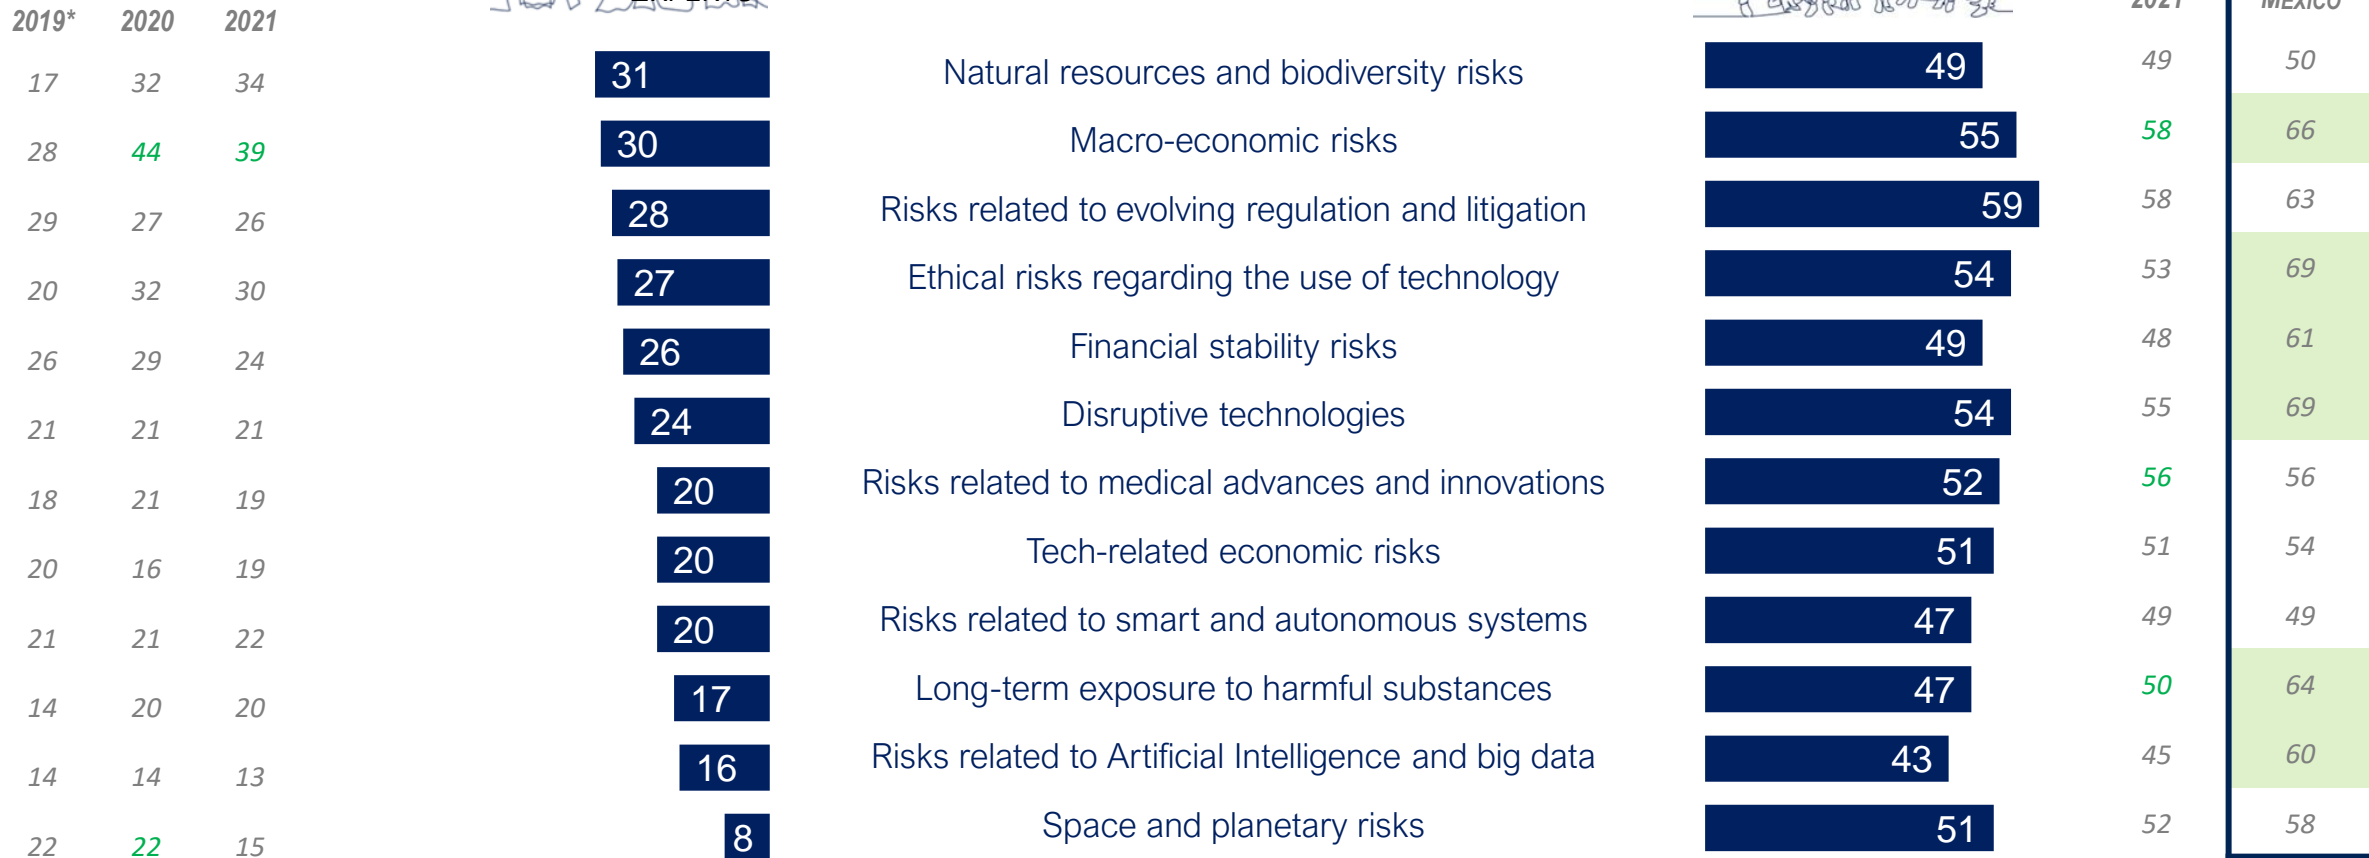 2019* 2020 2021 2021 MEXICO
17 32 34 31 Natural resources and biodiversity risks 49 49 50
28 44 39 30 Macro-economic risks 55 58 66
29 27 26 28 Risks related to evolving regulation and litigation 59 58 63
20 32 30 27 Ethical risks regarding the use of technology 54 53 69
26 29 24 26 Financial stability risks 49 48 61
21 21 21 24 Disruptive technologies 54 55 69
18 21 19 20 Risks related to medical advances and innovations 52 56 56
20 16 19 20 Tech-related economic risks 51 51 54
21 21 22 20 Risks related to smart and autonomous systems 47 49 49
14 20 20 17 Long-term exposure to harmful substances 47 50 64
14 14 13 16 Risks related to Artificial Intelligence and big data 43 45 60
22 22 15 8 Space and planetary risks 51 52 58